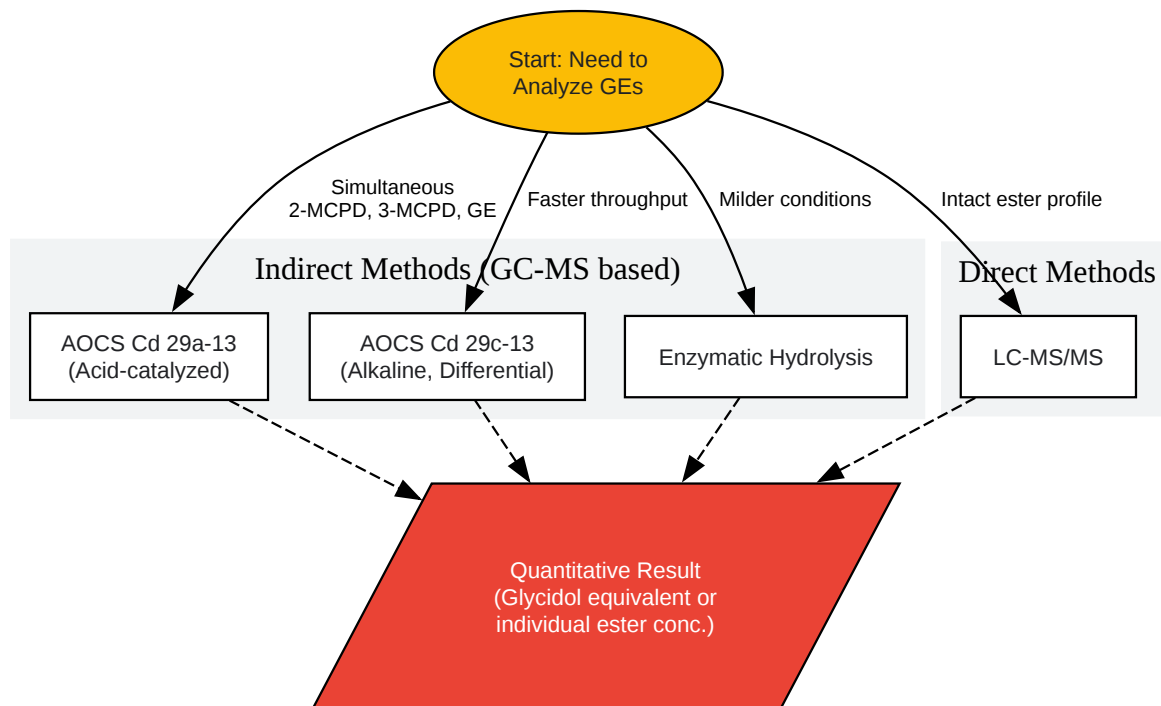 Start: Need to
Analyze GEs
Simultaneous
2-MCPD, 3-MCPD, GE
Faster throughput
Milder conditions
Intact ester profile
Indirect Methods (GC-MS based)
Direct Methods
AOCS Cd 29a-13
(Acid-catalyzed)
AOCS Cd 29c-13
(Alkaline, Differential)
Enzymatic Hydrolysis
LC-MS/MS
Quantitative Result
(Glycidol equivalent or
individual ester conc.)